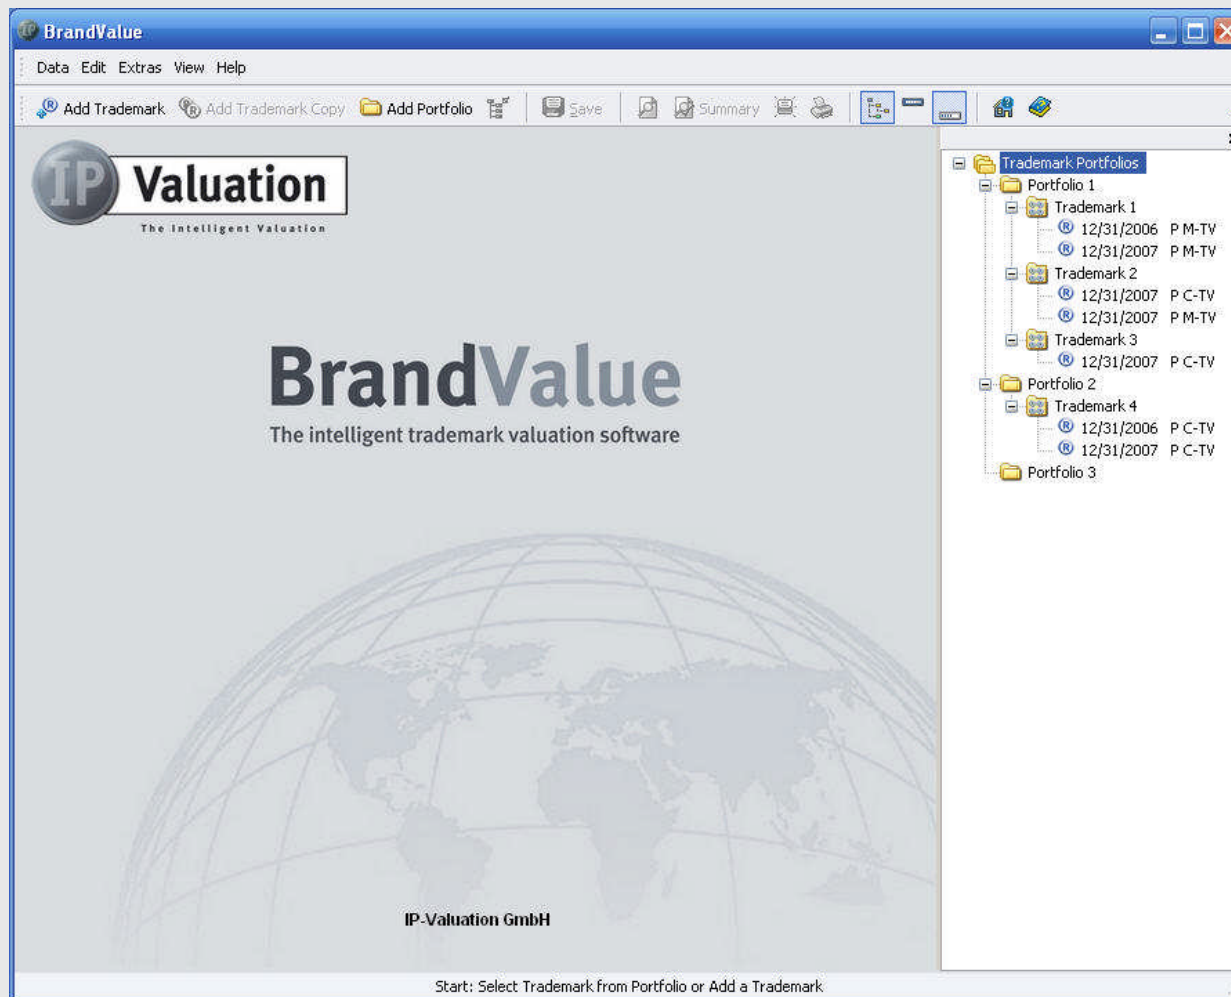 BrandValue
Data Edit Extras View Help
Add Trademark Add Trademark Copy Add Portfolio Save Summary
IP Valuation
The Intelligent Valuation
BrandValue
The intelligent trademark valuation software
IP-Valuation GmbH
Trademark Portfolios
Portfolio 1
Trademark 1
12/31/2006 P M-TV
12/31/2007 P M-TV
Trademark 2
12/31/2007 P C-TV
12/31/2007 P M-TV
Trademark 3
12/31/2007 P C-TV
Portfolio 2
Trademark 4
12/31/2006 P C-TV
12/31/2007 P C-TV
Portfolio 3
Start: Select Trademark from Portfolio or Add a Trademark